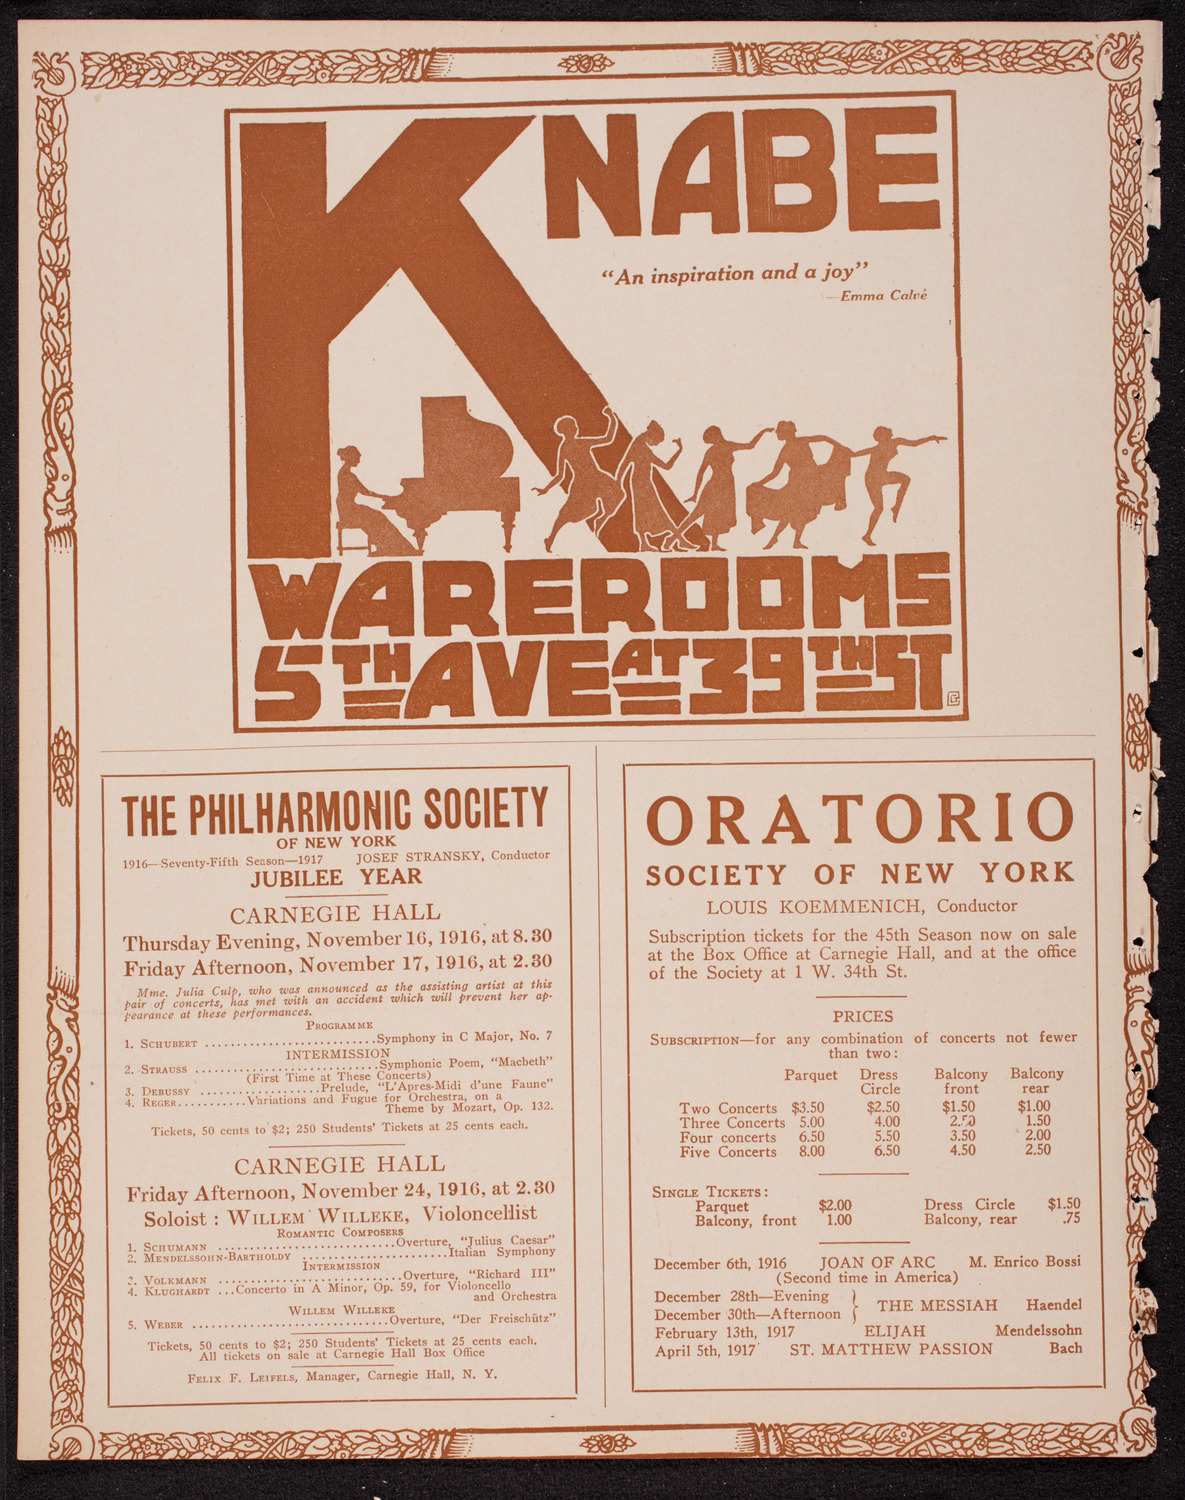 KNABE
“An inspiration and a joy”
—Emma Calvé
WAREROOMS
5TH AVE AT 39TH ST
THE PHILHARMONIC SOCIETY
OF NEW YORK
1916—Seventy-Fifth Season—1917 JOSEF STRANSKY, Conductor
JUBILEE YEAR
CARNEGIE HALL
Thursday Evening, November 16, 1916, at 8.30
Friday Afternoon, November 17, 1916, at 2.30
Mme. Julia Culp, who was announced as the assisting artist at this
pair of concerts, has met with an accident which will prevent her ap-
pearance at these performances.
PROGRAMME
1. SCHUBERT ..........................Symphony in C Major, No. 7
INTERMISSION
2. STRAUSS ............................Symphonic Poem, “Macbeth”
(First Time at These Concerts)
3. DEBUSSY ..................Prelude, “L’Apres-Midi d’une Faune”
4. REGER...........Variations and Fugue for Orchestra, on a
Theme by Mozart, Op. 132.
Tickets, 50 cents to $2; 250 Students’ Tickets at 25 cents each.
CARNEGIE HALL
Friday Afternoon, November 24, 1916, at 2.30
Soloist : WILLEM WILLEKE, Violoncellist
ROMANTIC COMPOSERS
1. SCHUMANN ...........................Overture, “Julius Caesar”
2. MENDELSSOHN-BARTHOLDY ......................Italian Symphony
INTERMISSION
3. VOLKMANN ............................Overture, “Richard III”
4. KLUGHARDT ...Concerto in A Minor, Op. 59, for Violoncello
and Orchestra
WILLEM WILLEKE
5. WEBER ...............................Overture, “Der Freischütz”
Tickets, 50 cents to $2; 250 Students’ Tickets at 25 cents each.
All tickets on sale at Carnegie Hall Box Office
FELIX F. LEIFELS, Manager, Carnegie Hall, N. Y.
ORATORIO
SOCIETY OF NEW YORK
LOUIS KOEMMENICH, Conductor
Subscription tickets for the 45th Season now on sale
at the Box Office at Carnegie Hall, and at the office
of the Society at 1 W. 34th St.
PRICES
SUBSCRIPTION—for any combination of concerts not fewer
than two:
Parquet Dress Balcony Balcony
Circle front rear
Two Concerts $3.50 $2.50 $1.50 $1.00
Three Concerts 5.00 4.00 2.50 1.50
Four concerts 6.50 5.50 3.50 2.00
Five Concerts 8.00 6.50 4.50 2.50
SINGLE TICKETS:
Parquet $2.00 Dress Circle $1.50
Balcony, front 1.00 Balcony, rear .75
December 6th, 1916 JOAN OF ARC M. Enrico Bossi
(Second time in America)
December 28th—Evening
December 30th—Afternoon } THE MESSIAH Haendel
February 13th, 1917 ELIJAH Mendelssohn
April 5th, 1917 ST. MATTHEW PASSION Bach